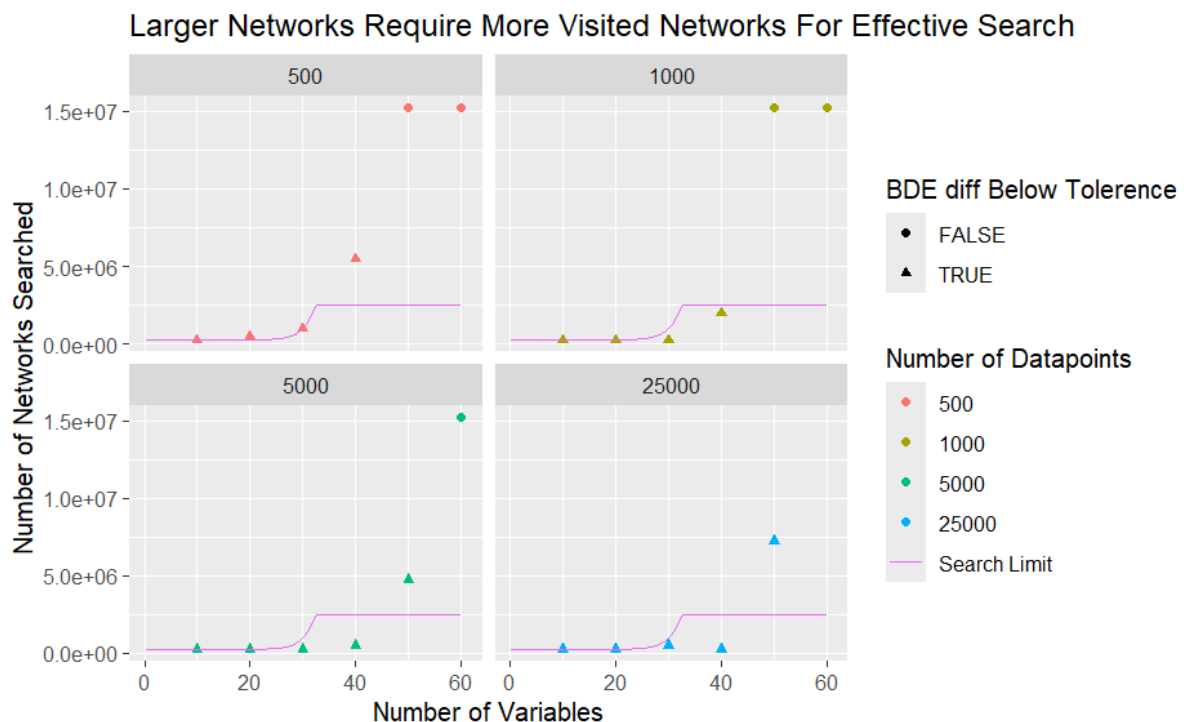 Larger Networks Require More Visited Networks For Effective Search
500
1000
1.5e+07
1.0e+07
5.0e+06
0.0e+00
5000
25000
1.5e+07
1.0e+07
5.0e+06
0.0e+00
0
20
40
60
0
20
40
60
Number of Variables
Number of Networks Searched
BDE diff Below Tolerence
FALSE
TRUE
Number of Datapoints
500
1000
5000
25000
Search Limit